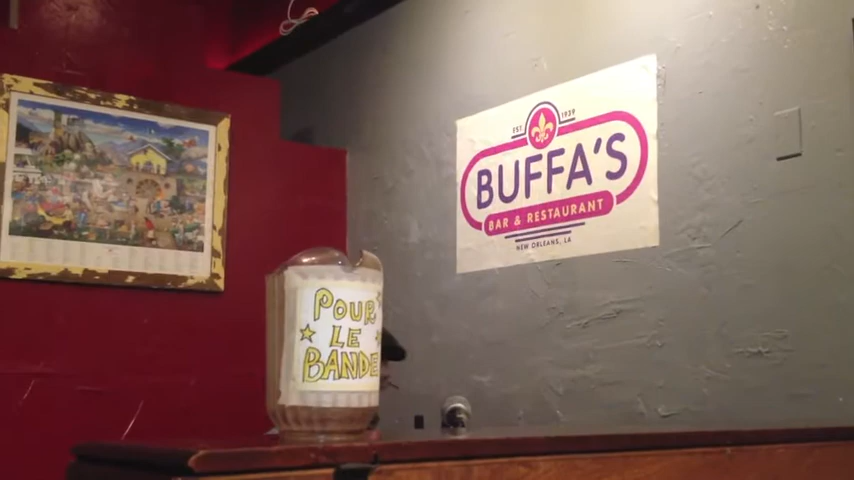 EST. 1939
BUFFA'S
BAR & RESTAURANT
NEW ORLEANS, LA
POUR
LE
BANDE